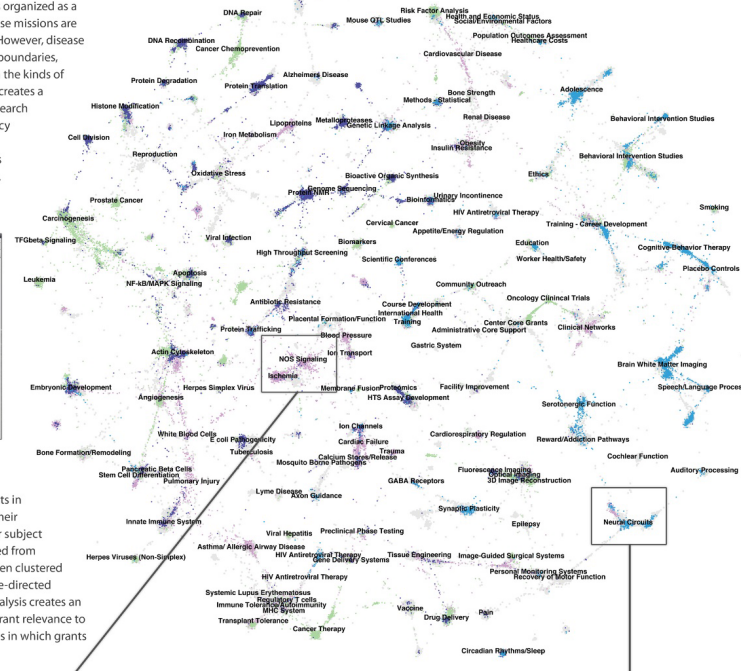 organized as a
se missions are
However, disease
boundaries,
the kinds of
creates a
search
cy
ts in
heir
r subject
ed from
en clustered
e-directed
alysis creates an
rant relevance to
s in which grants
DNA Repair
Risk Factor Analysis
Health and Economic Status
Social/Environmental Factors
Mouse QTL Studies
Population Outcomes Assessment
Healthcare Costs
DNA Recombination
Cancer Chemoprevention
Cardiovascular Disease
Alzheimers Disease
Protein Degradation
Protein Translation
Bone Strength
Adolescence
Methods - Statistical
Histone Modification
Renal Disease
Behavioral Intervention Studies
Lipoproteins
Metalloproteases
Genetic Linkage Analysis
Iron Metabolism
Cell Division
Obesity
Insulin Resistance
Reproduction
Behavioral Intervention Studies
Oxidative Stress
Ethics
Bioactive Organic Synthesis
Genome Sequencing
Protein NMR
Urinary Incontinence
Bioinformatics
Prostate Cancer
Smoking
HIV Antiretroviral Therapy
Carcinogenesis
Cervical Cancer
Training - Career Development
Appetite/Energy Regulation
TFGbeta Signaling
Viral Infection
Biomarkers
Education
Cognitive Behavior Therapy
High Throughput Screening
Scientific Conferences
Worker Health/Safety
Placebo Controls
Apoptosis
Leukemia
NF-kB/MAPK Signaling
Community Outreach
Antibiotic Resistance
Course Development
Oncology Clinincal Trials
International Health
Placental Formation/Function
Training
Center Core Grants
Protein Trafficking
Administrative Core Support
Clinical Networks
Blood Pressure
Gastric System
Actin Cytoskeleton
Ion Transport
NOS Signaling
Brain White Matter Imaging
Ischemia
Embryonic Development
Herpes Simplex Virus
Membrane Fusion
Proteomics
Facility Improvement
Speech/Language Proces
Angiogenesis
HTS Assay Development
Serotonergic Function
Ion Channels
White Blood Cells
E coli Pathogenicity
Cardiac Failure
Cardiorespiratory Regulation
Reward/Addiction Pathways
Bone Formation/Remodeling
Tuberculosis
Trauma
Calcium Stores/Release
Cochlear Function
Mosquito Borne Pathogens
Pancreatic Beta Cells
Fluorescence Imaging
Auditory Processing
Stem Cell Differentiation
Optical Imaging
Pulmonary Injury
GABA Receptors
3D Image Reconstruction
Lyme Disease
Axon Guidance
Synaptic Plasticity
Innate Immune System
Epilepsy
Neural Circuits
Viral Hepatitis
Preclinical Phase Testing
Asthma/ Allergic Airway Disease
Herpes Viruses (Non-Simplex)
HIV Antiretroviral Therapy
Tissue Engineering
Image-Guided Surgical Systems
Gene Delivery Systems
Personal Monitoring Systems
HIV Antiretroviral Therapy
Recovery of Motor Function
Systemic Lupus Erythematosus
Regulatory T cells
Immune Tolerance/Autoimmunity
MHC System
Vaccine
Pain
Transplant Tolerance
Drug Delivery
Cancer Therapy
Circadian Rhythms/Sleep